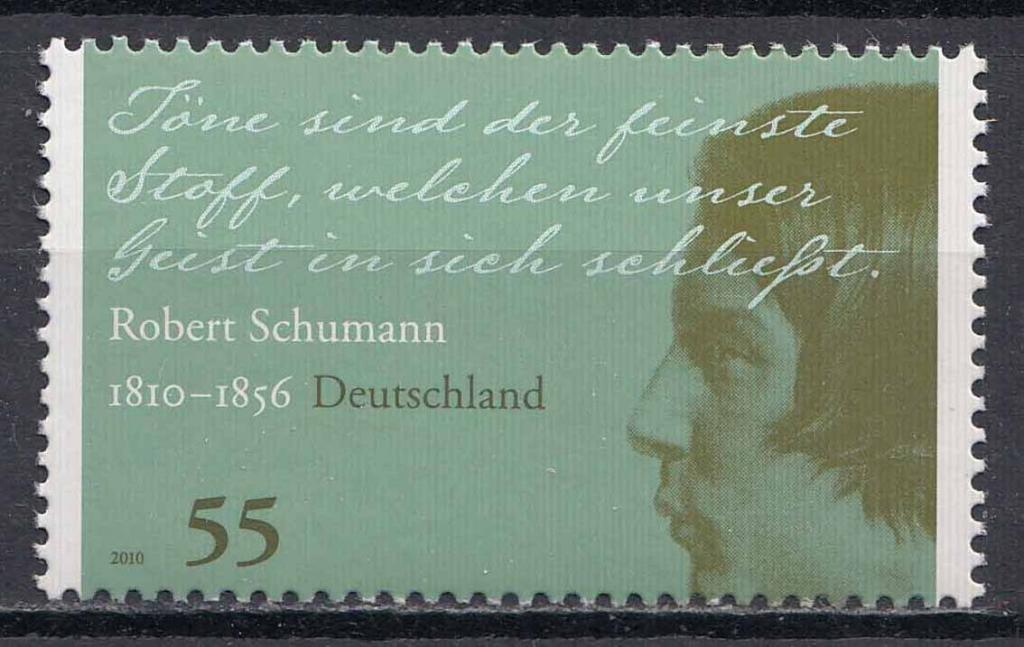 Töne sind der feinste
Stoff, welchen unser
Geist in sich schließt.
Robert Schumann
1810–1856 Deutschland
55
2010